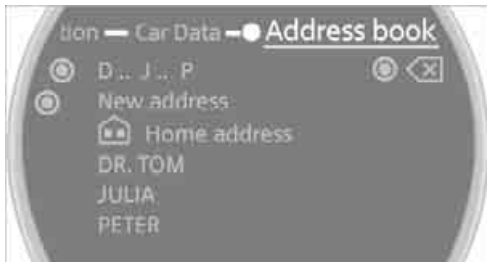 tion Car Data Address book
D .. J .. P
New address
Home address
DR. TOM
JULIA
PETER